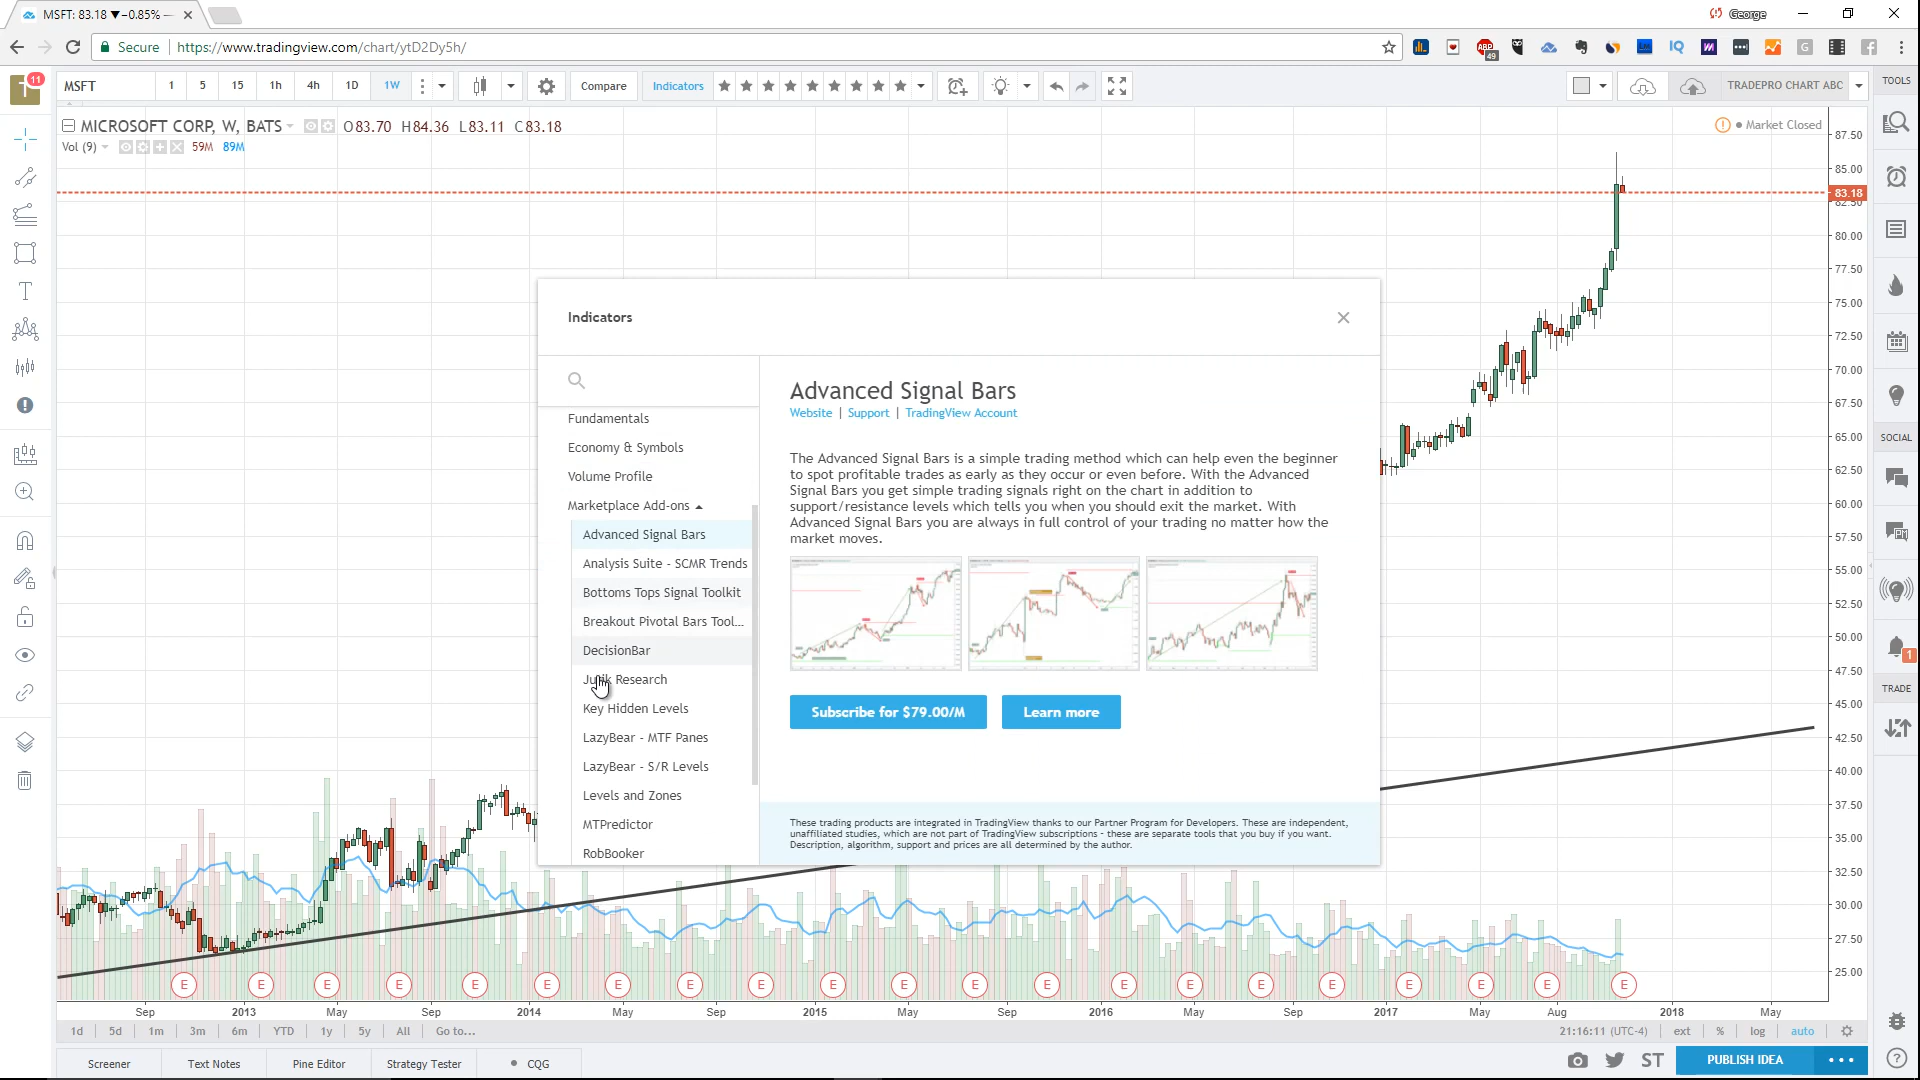 MSFT: 83.18 ▼−0.85% —
George
Secure
https://www.tradingview.com/chart/ytD2Dy5h/
ABP
49
IQ
G
11
T
MSFT
1
5
15
1h
4h
1D
1W
Compare
Indicators
TRADEPRO CHART ABC
TOOLS
MICROSOFT CORP, W, BATS
O83.70 H84.36 L83.11 C83.18
Market Closed
Vol (9)
59M 89M
87.50
85.00
83.18
82.50
80.00
77.50
75.00
72.50
70.00
67.50
65.00
62.50
60.00
57.50
55.00
52.50
50.00
47.50
45.00
42.50
40.00
37.50
35.00
32.50
30.00
27.50
25.00
SOCIAL
1
TRADE
Indicators
Fundamentals
Economy & Symbols
Volume Profile
Marketplace Add-ons
Advanced Signal Bars
Analysis Suite - SCMR Trends
Bottoms Tops Signal Toolkit
Breakout Pivotal Bars Tool...
DecisionBar
Jurik Research
Key Hidden Levels
LazyBear - MTF Panes
LazyBear - S/R Levels
Levels and Zones
MTPredictor
RobBooker
Advanced Signal Bars
Website | Support | TradingView Account
The Advanced Signal Bars is a simple trading method which can help even the beginner
to spot profitable trades as early as they occur or even before. With the Advanced
Signal Bars you get simple trading signals right on the chart in addition to
support/resistance levels which tells you when you should exit the market. With
Advanced Signal Bars you are always in full control of your trading no matter how the
market moves.
Subscribe for $79.00/M
Learn more
These trading products are integrated in TradingView thanks to our Partner Program for Developers. These are independent,
unaffiliated studies, which are not part of TradingView subscriptions - these are separate tools that you buy if you want.
Description, algorithm, support and prices are all determined by the author.
E E E E E E E E E E E E E E E E E E E E E
Sep 2013 May Sep 2014 May Sep 2015 May Sep 2016 May Sep 2017 May Aug 2018 May
1d 5d 1m 3m 6m YTD 1y 5y All Go to...
21:16:11 (UTC-4) ext % log auto
Screener
Text Notes
Pine Editor
Strategy Tester
CQG
ST
PUBLISH IDEA